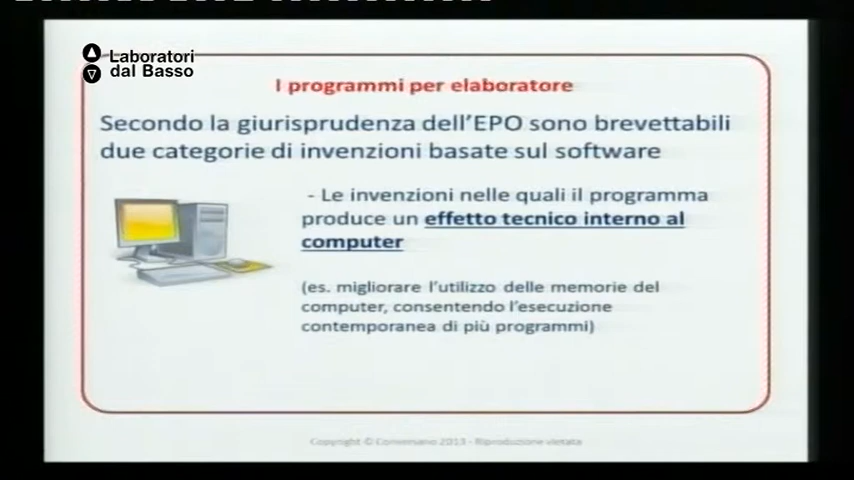 Laboratori
dal Basso
I programmi per elaboratore
Secondo la giurisprudenza dell'EPO sono brevettabili
due categorie di invenzioni basate sul software
- Le invenzioni nelle quali il programma
produce un effetto tecnico interno al
computer
(es. migliorare l'utilizzo delle memorie del
computer, consentendo l'esecuzione
contemporanea di più programmi)
Copyright © Conversano 2013 - Riproduzione vietata